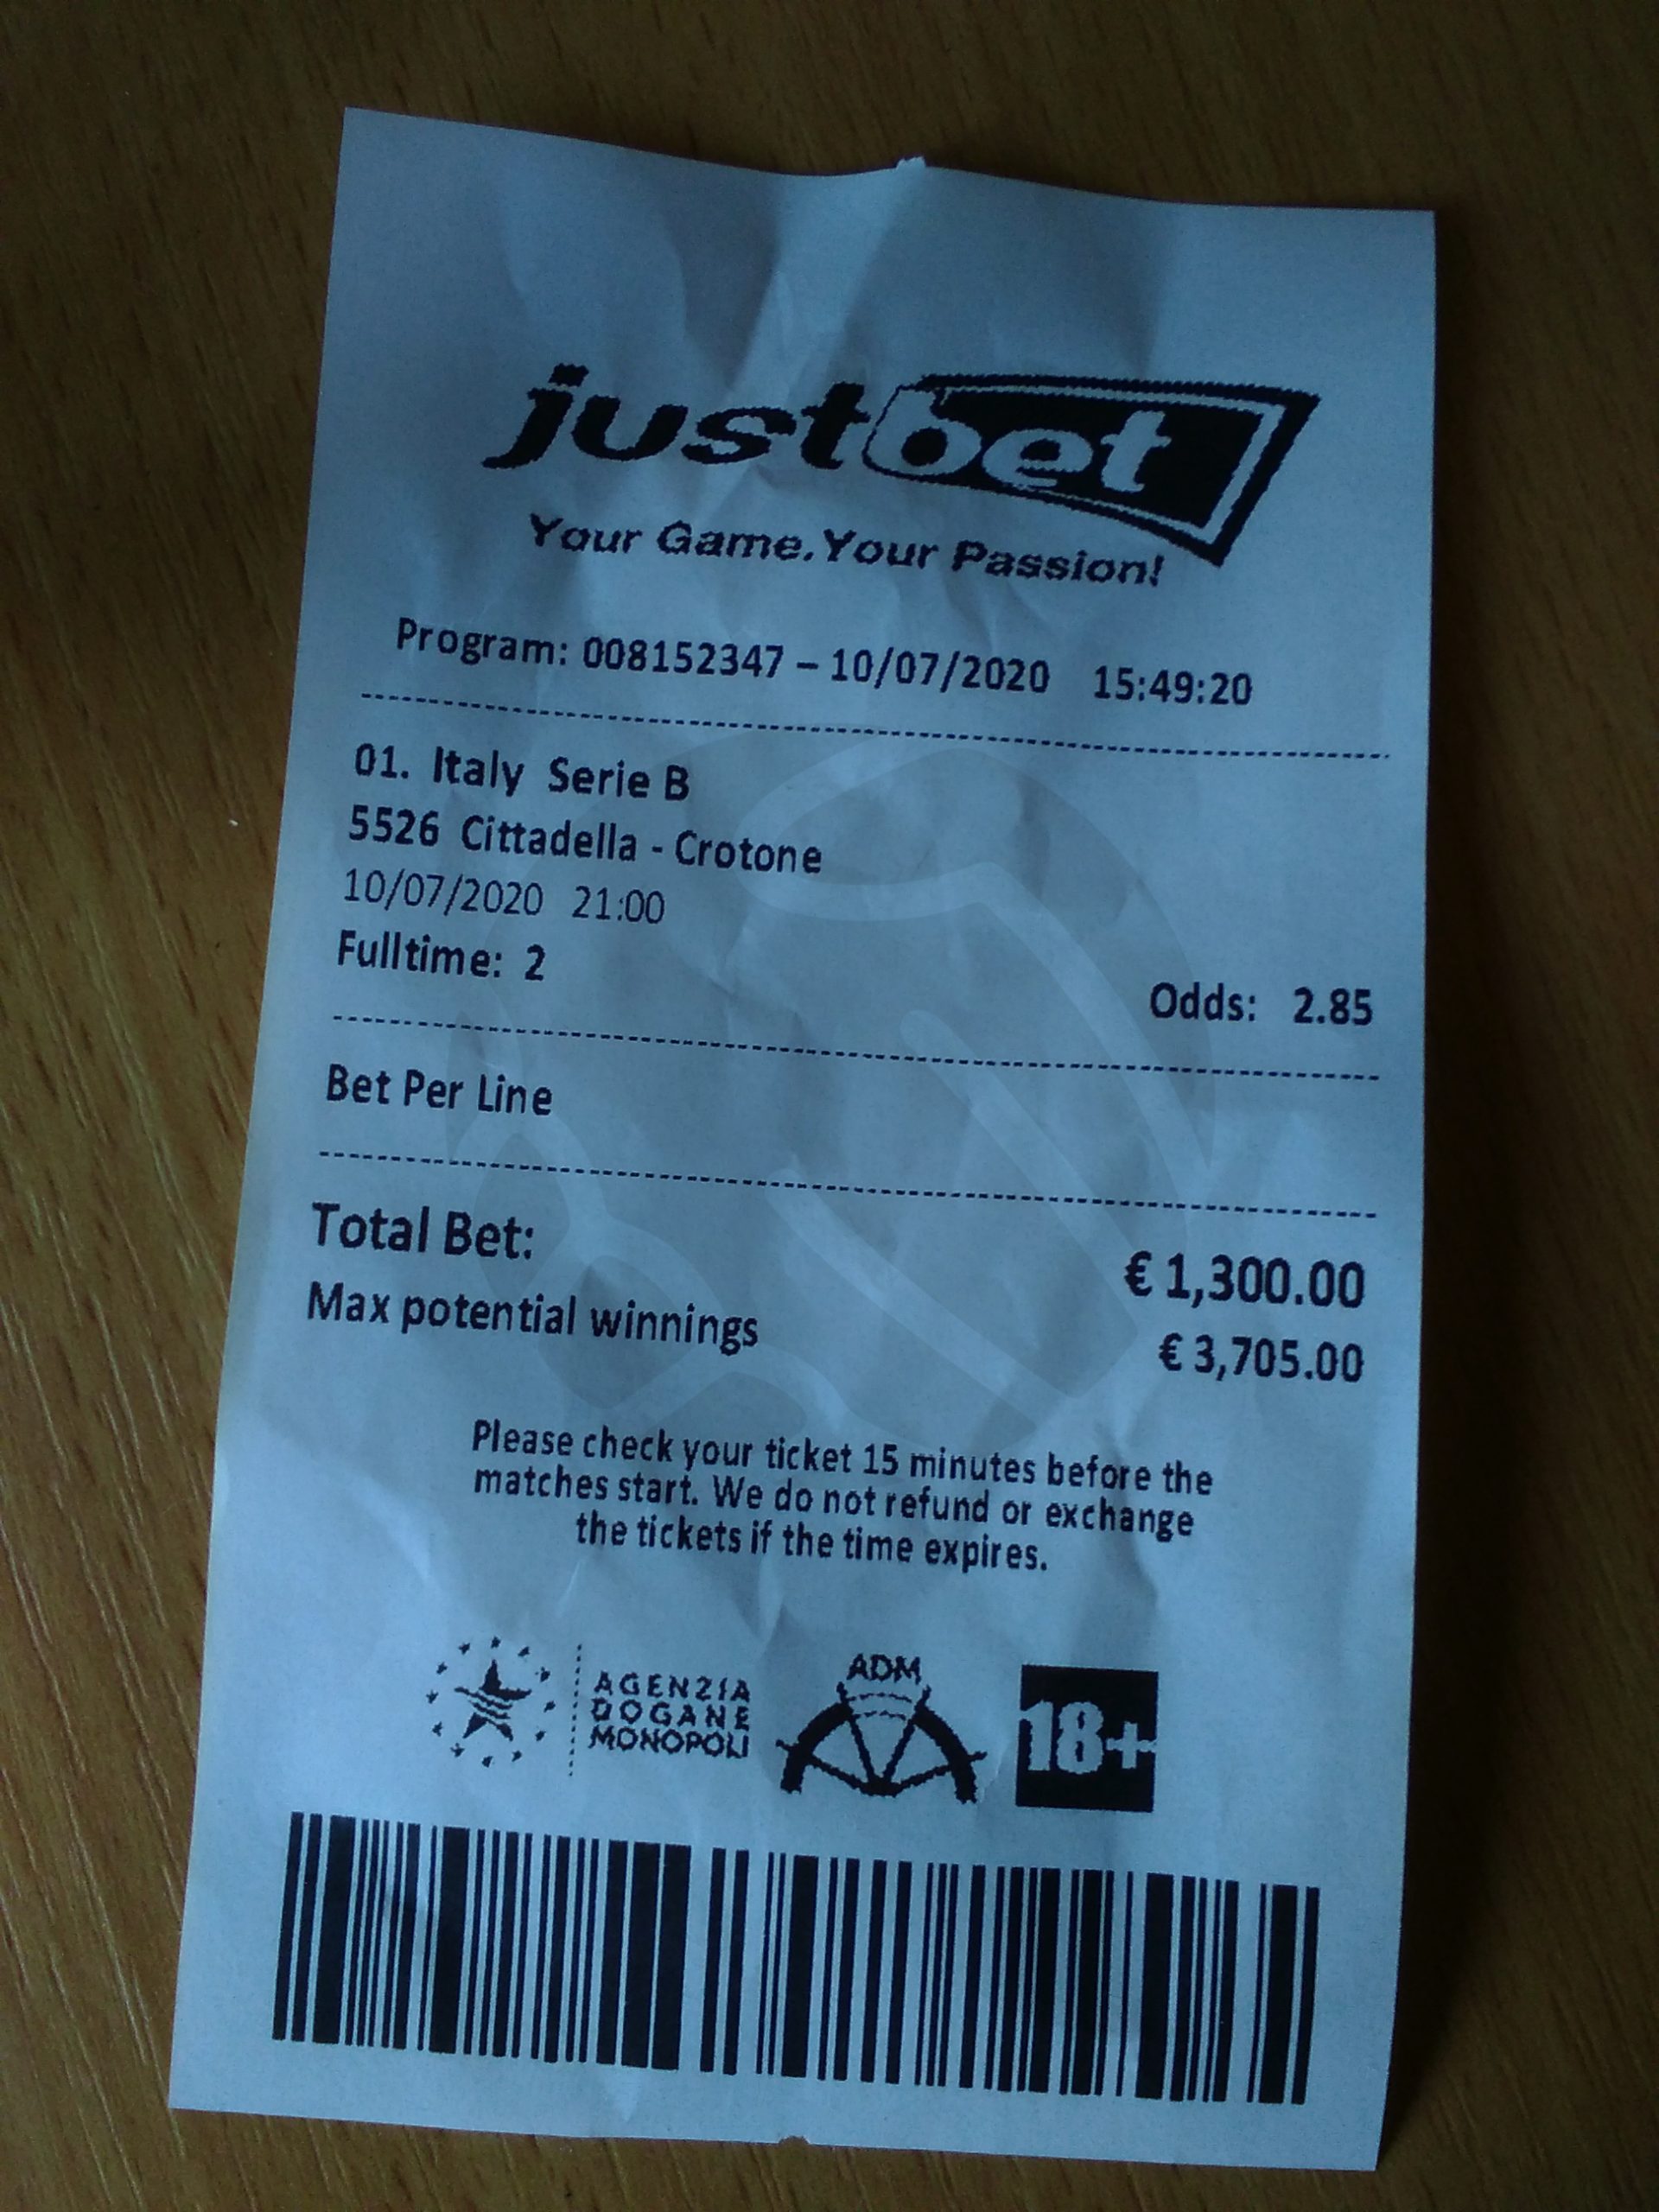 justbet
Your Game.Your Passion!
Program: 008152347 – 10/07/2020 15:49:20
01. Italy Serie B
5526 Cittadella - Crotone
10/07/2020 21:00
Fulltime: 2
Odds: 2.85
Bet Per Line
Total Bet:
€ 1,300.00
Max potential winnings
€ 3,705.00
Please check your ticket 15 minutes before the
matches start. We do not refund or exchange
the tickets if the time expires.
AGENZIA
DOGANE
MONOPOLI
ADM
18+